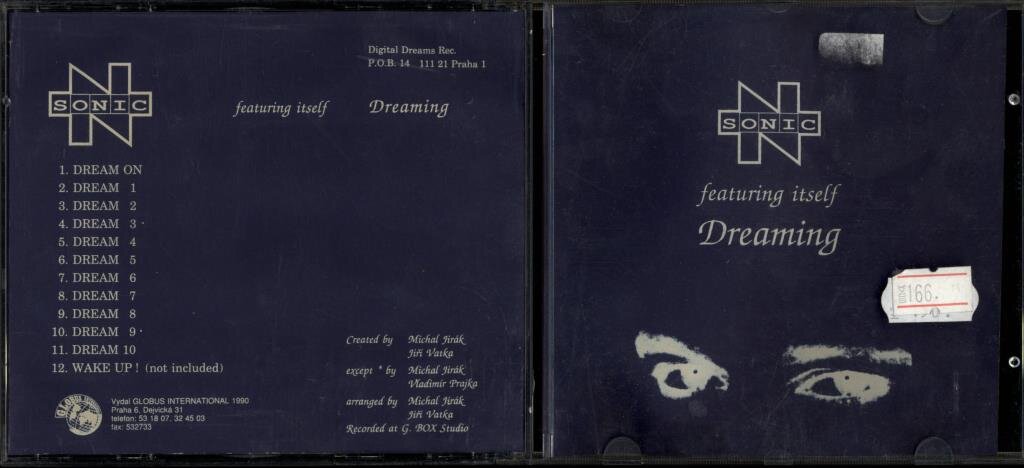 Digital Dreams Rec.
P.O.B. 14 111 21 Praha 1
N
SONIC
featuring itself Dreaming
1. DREAM ON
2. DREAM 1
3. DREAM 2
4. DREAM 3 *
5. DREAM 4
6. DREAM 5
7. DREAM 6
8. DREAM 7
9. DREAM 8
10. DREAM 9 *
11. DREAM 10
12. WAKE UP! (not included)
Created by Michal Jirák
Jiří Vatka
except * by Michal Jirák
Vladimír Prajka
arranged by Michal Jirák
Jiří Vatka
Recorded at G. BOX Studio
Vydal GLOBUS INTERNATIONAL 1990
Praha 6, Dejvická 31
telefon: 53 18 07, 32 45 03
fax: 532733
N
SONIC
featuring itself
Dreaming
166.